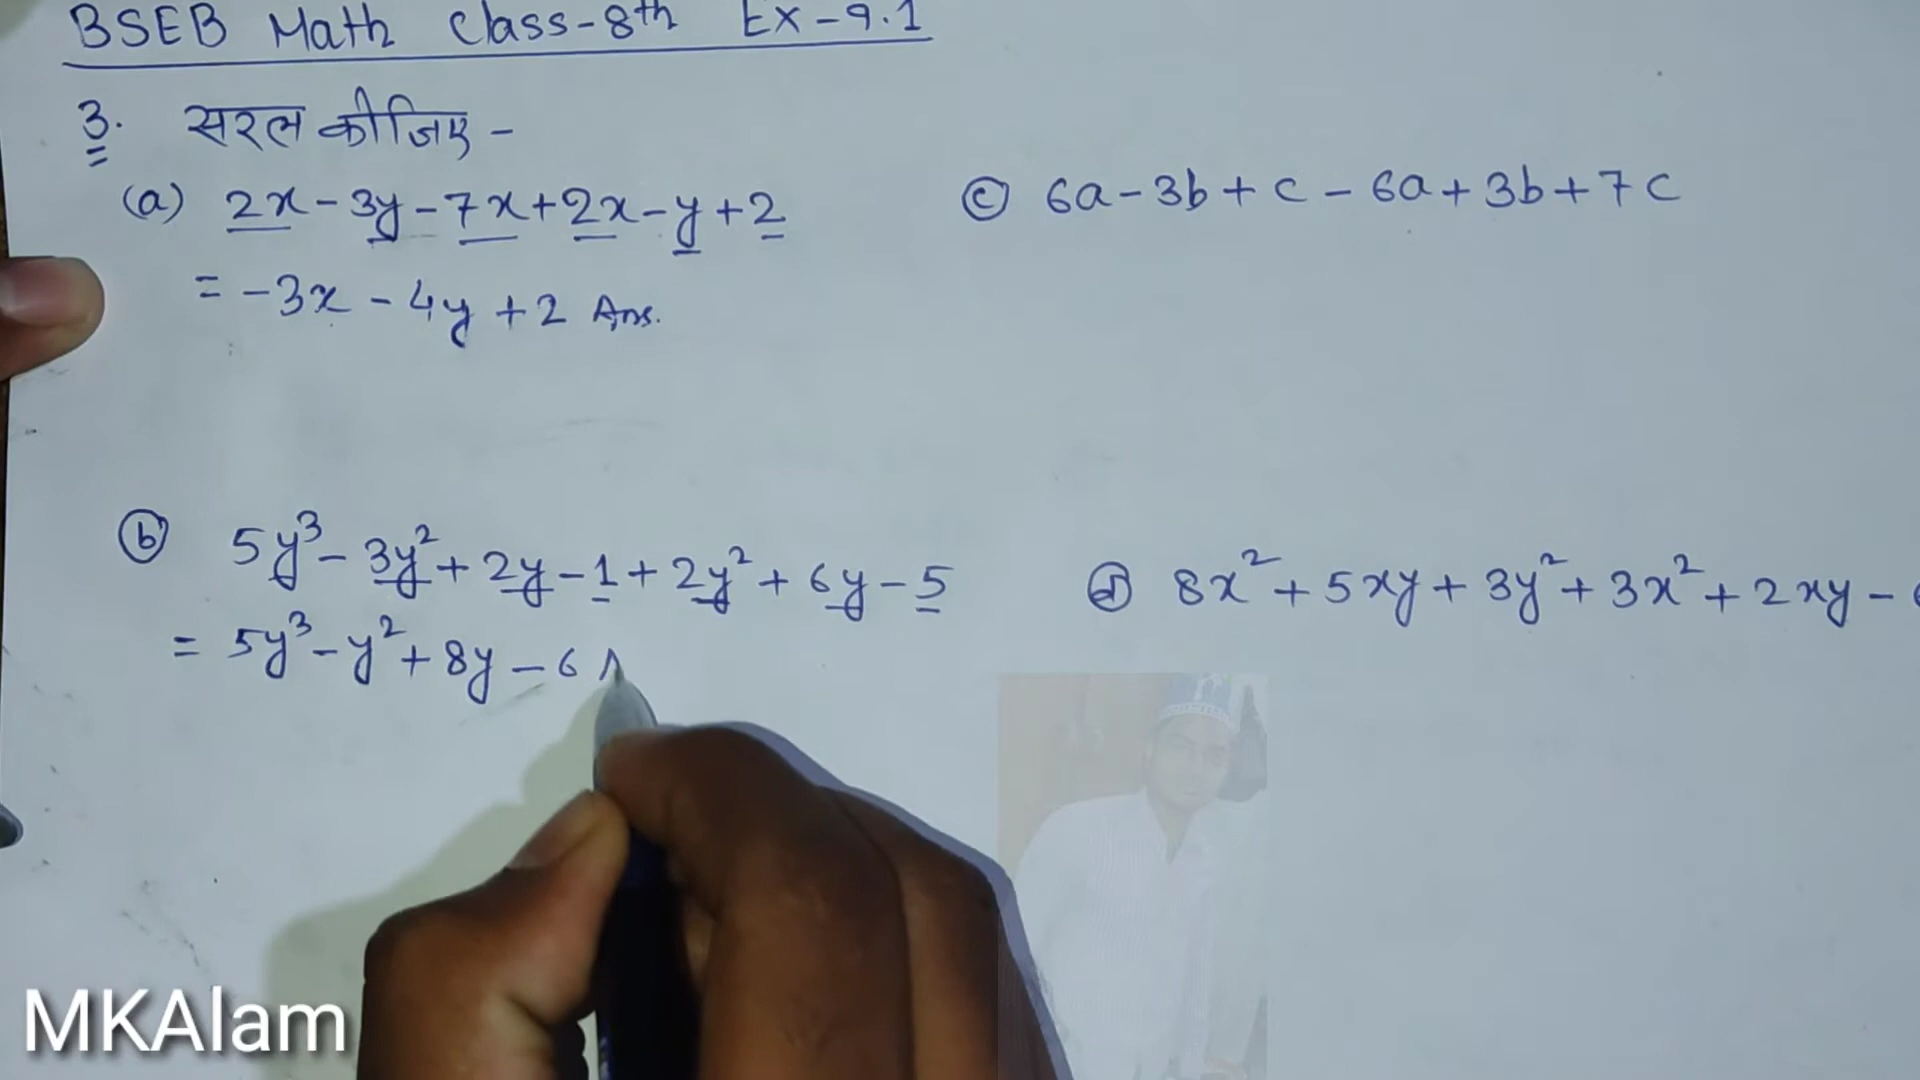 BSEB Math Class-8th Ex-9.1
3. सरल कीजिए -
(a) 2x - 3y - 7x + 2x - y + 2
= -3x - 4y + 2 Ans.
(b) 5y³ - 3y² + 2y - 1 + 2y² + 6y - 5
= 5y³ - y² + 8y - 6
(c) 6a - 3b + c - 6a + 3b + 7c
(d) 8x² + 5xy + 3y² + 3x² + 2xy -
MKAlam